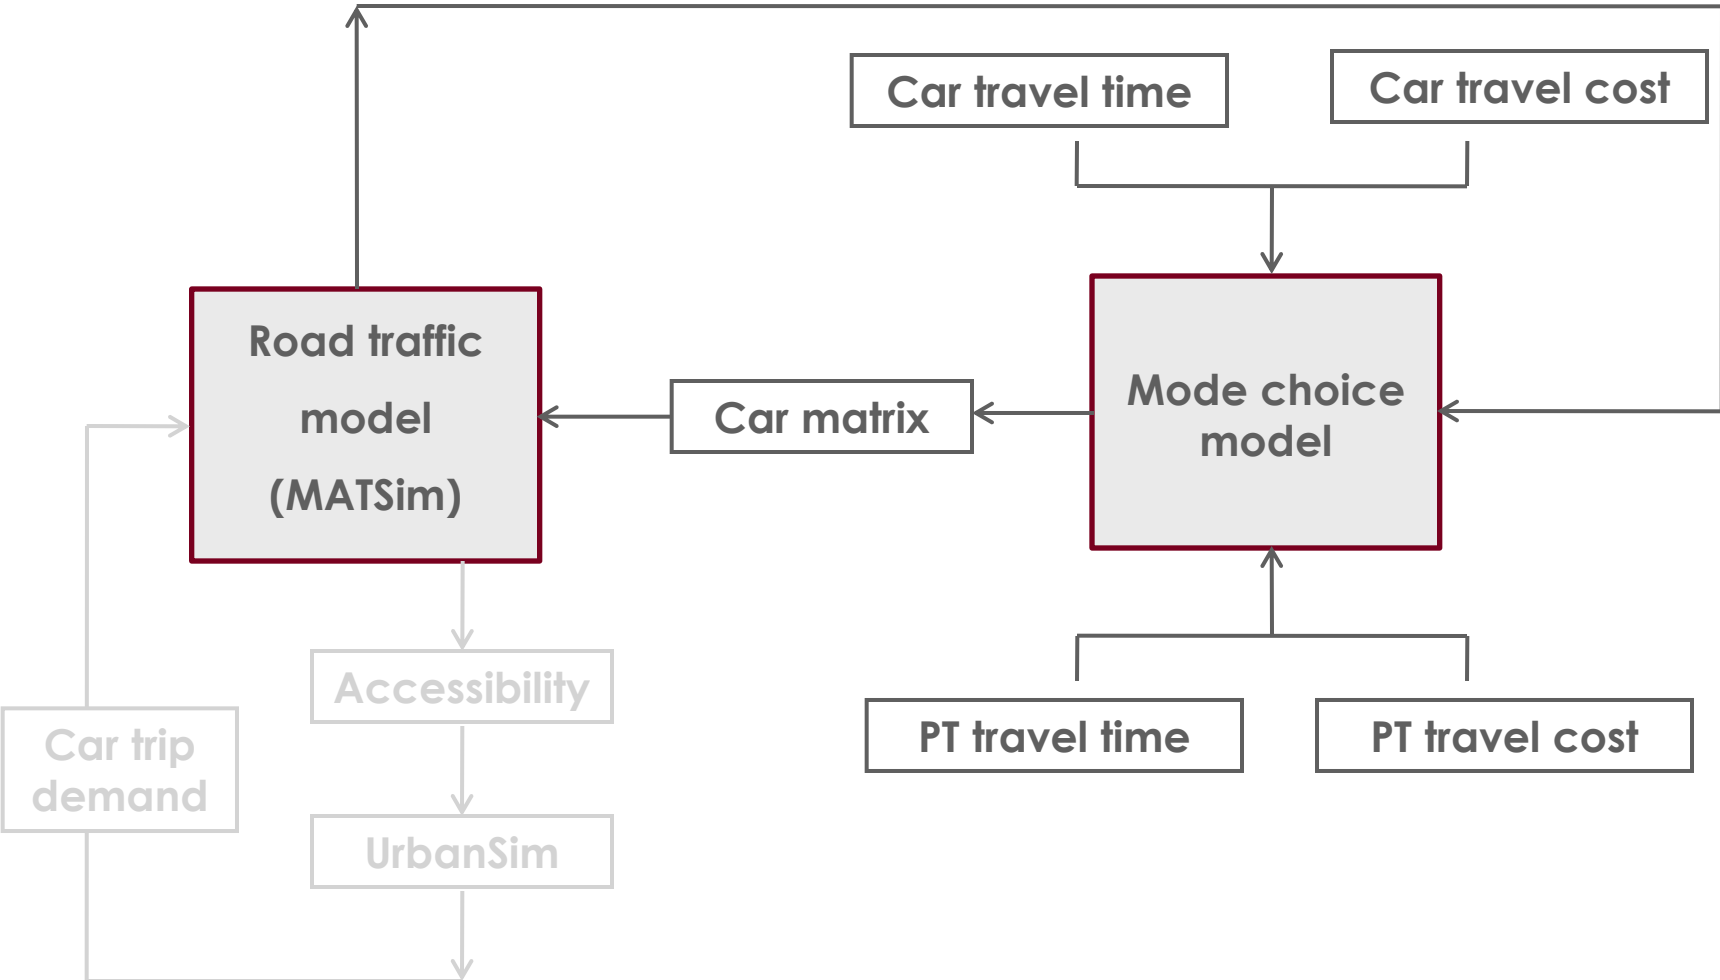 Car travel time
Car travel cost
Road traffic
model
(MATSim)
Car matrix
Mode choice
model
Accessibility
PT travel time
PT travel cost
Car trip
demand
UrbanSim